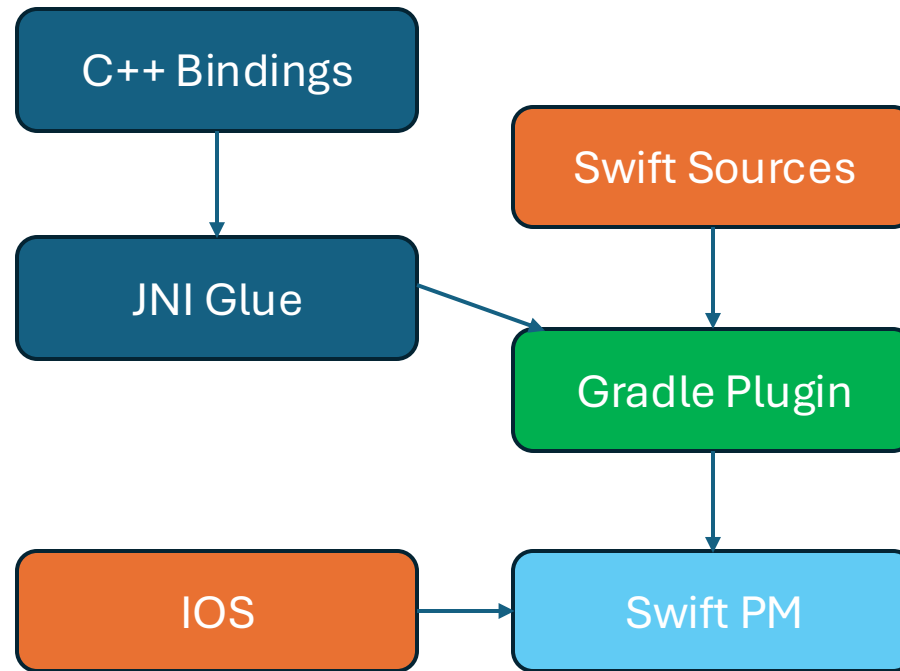 C++ Bindings
Swift Sources
JNI Glue
Gradle Plugin
IOS
Swift PM